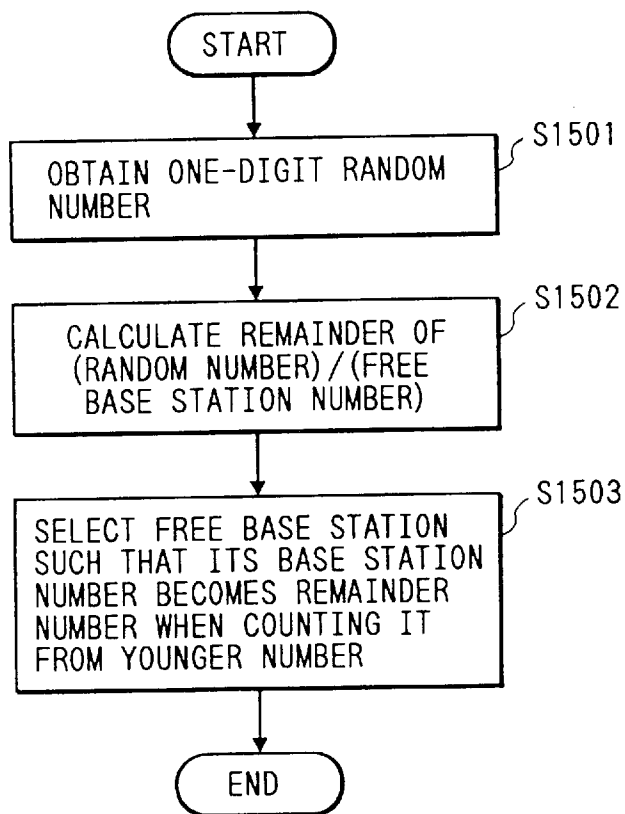 START
S1501
OBTAIN ONE-DIGIT RANDOM
NUMBER
S1502
CALCULATE REMAINDER OF
(RANDOM NUMBER)/(FREE
BASE STATION NUMBER)
S1503
SELECT FREE BASE STATION
SUCH THAT ITS BASE STATION
NUMBER BECOMES REMAINDER
NUMBER WHEN COUNTING IT
FROM YOUNGER NUMBER
END